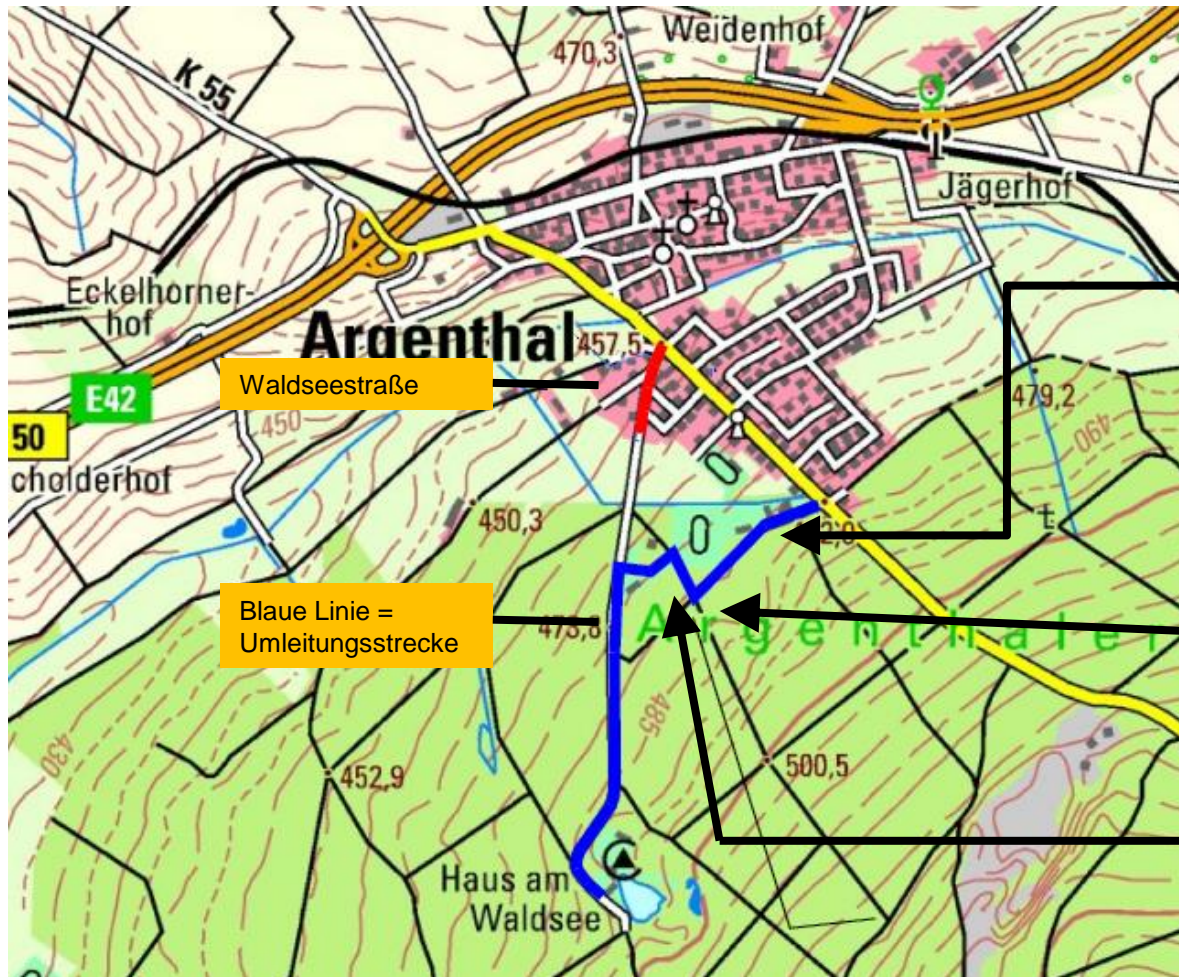 Weidenhof
470,3
K 55
Jägerhof
Eckelhorner-
hof
Argenthal
457,5
Waldseestraße
E42
450
479,2
490
50
cholderhof
450,3
t
Blaue Linie =
Umleitungsstrecke
473,8
Argenthaler
485
430
452,9
500,5
Haus am
Waldsee